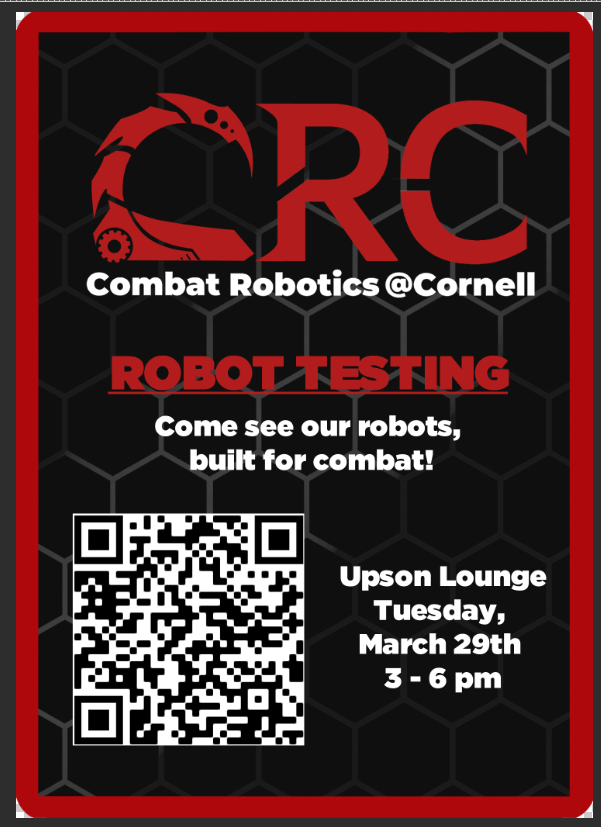 CRC
Combat Robotics @Cornell
ROBOT TESTING
Come see our robots,
built for combat!
Upson Lounge
Tuesday,
March 29th
3 - 6 pm